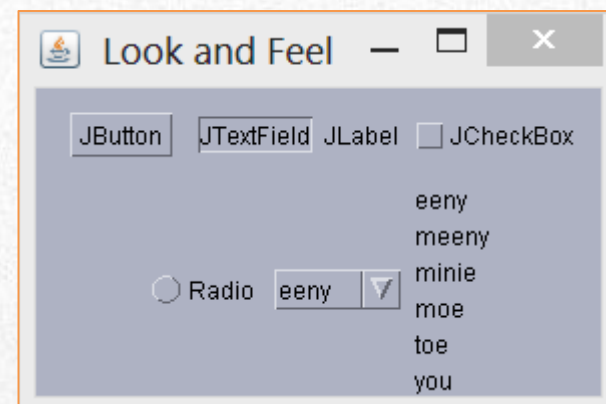 Look and Feel
JButton JTextField JLabel JCheckBox
Radio eeny
eeny
meeny
minie
moe
toe
you